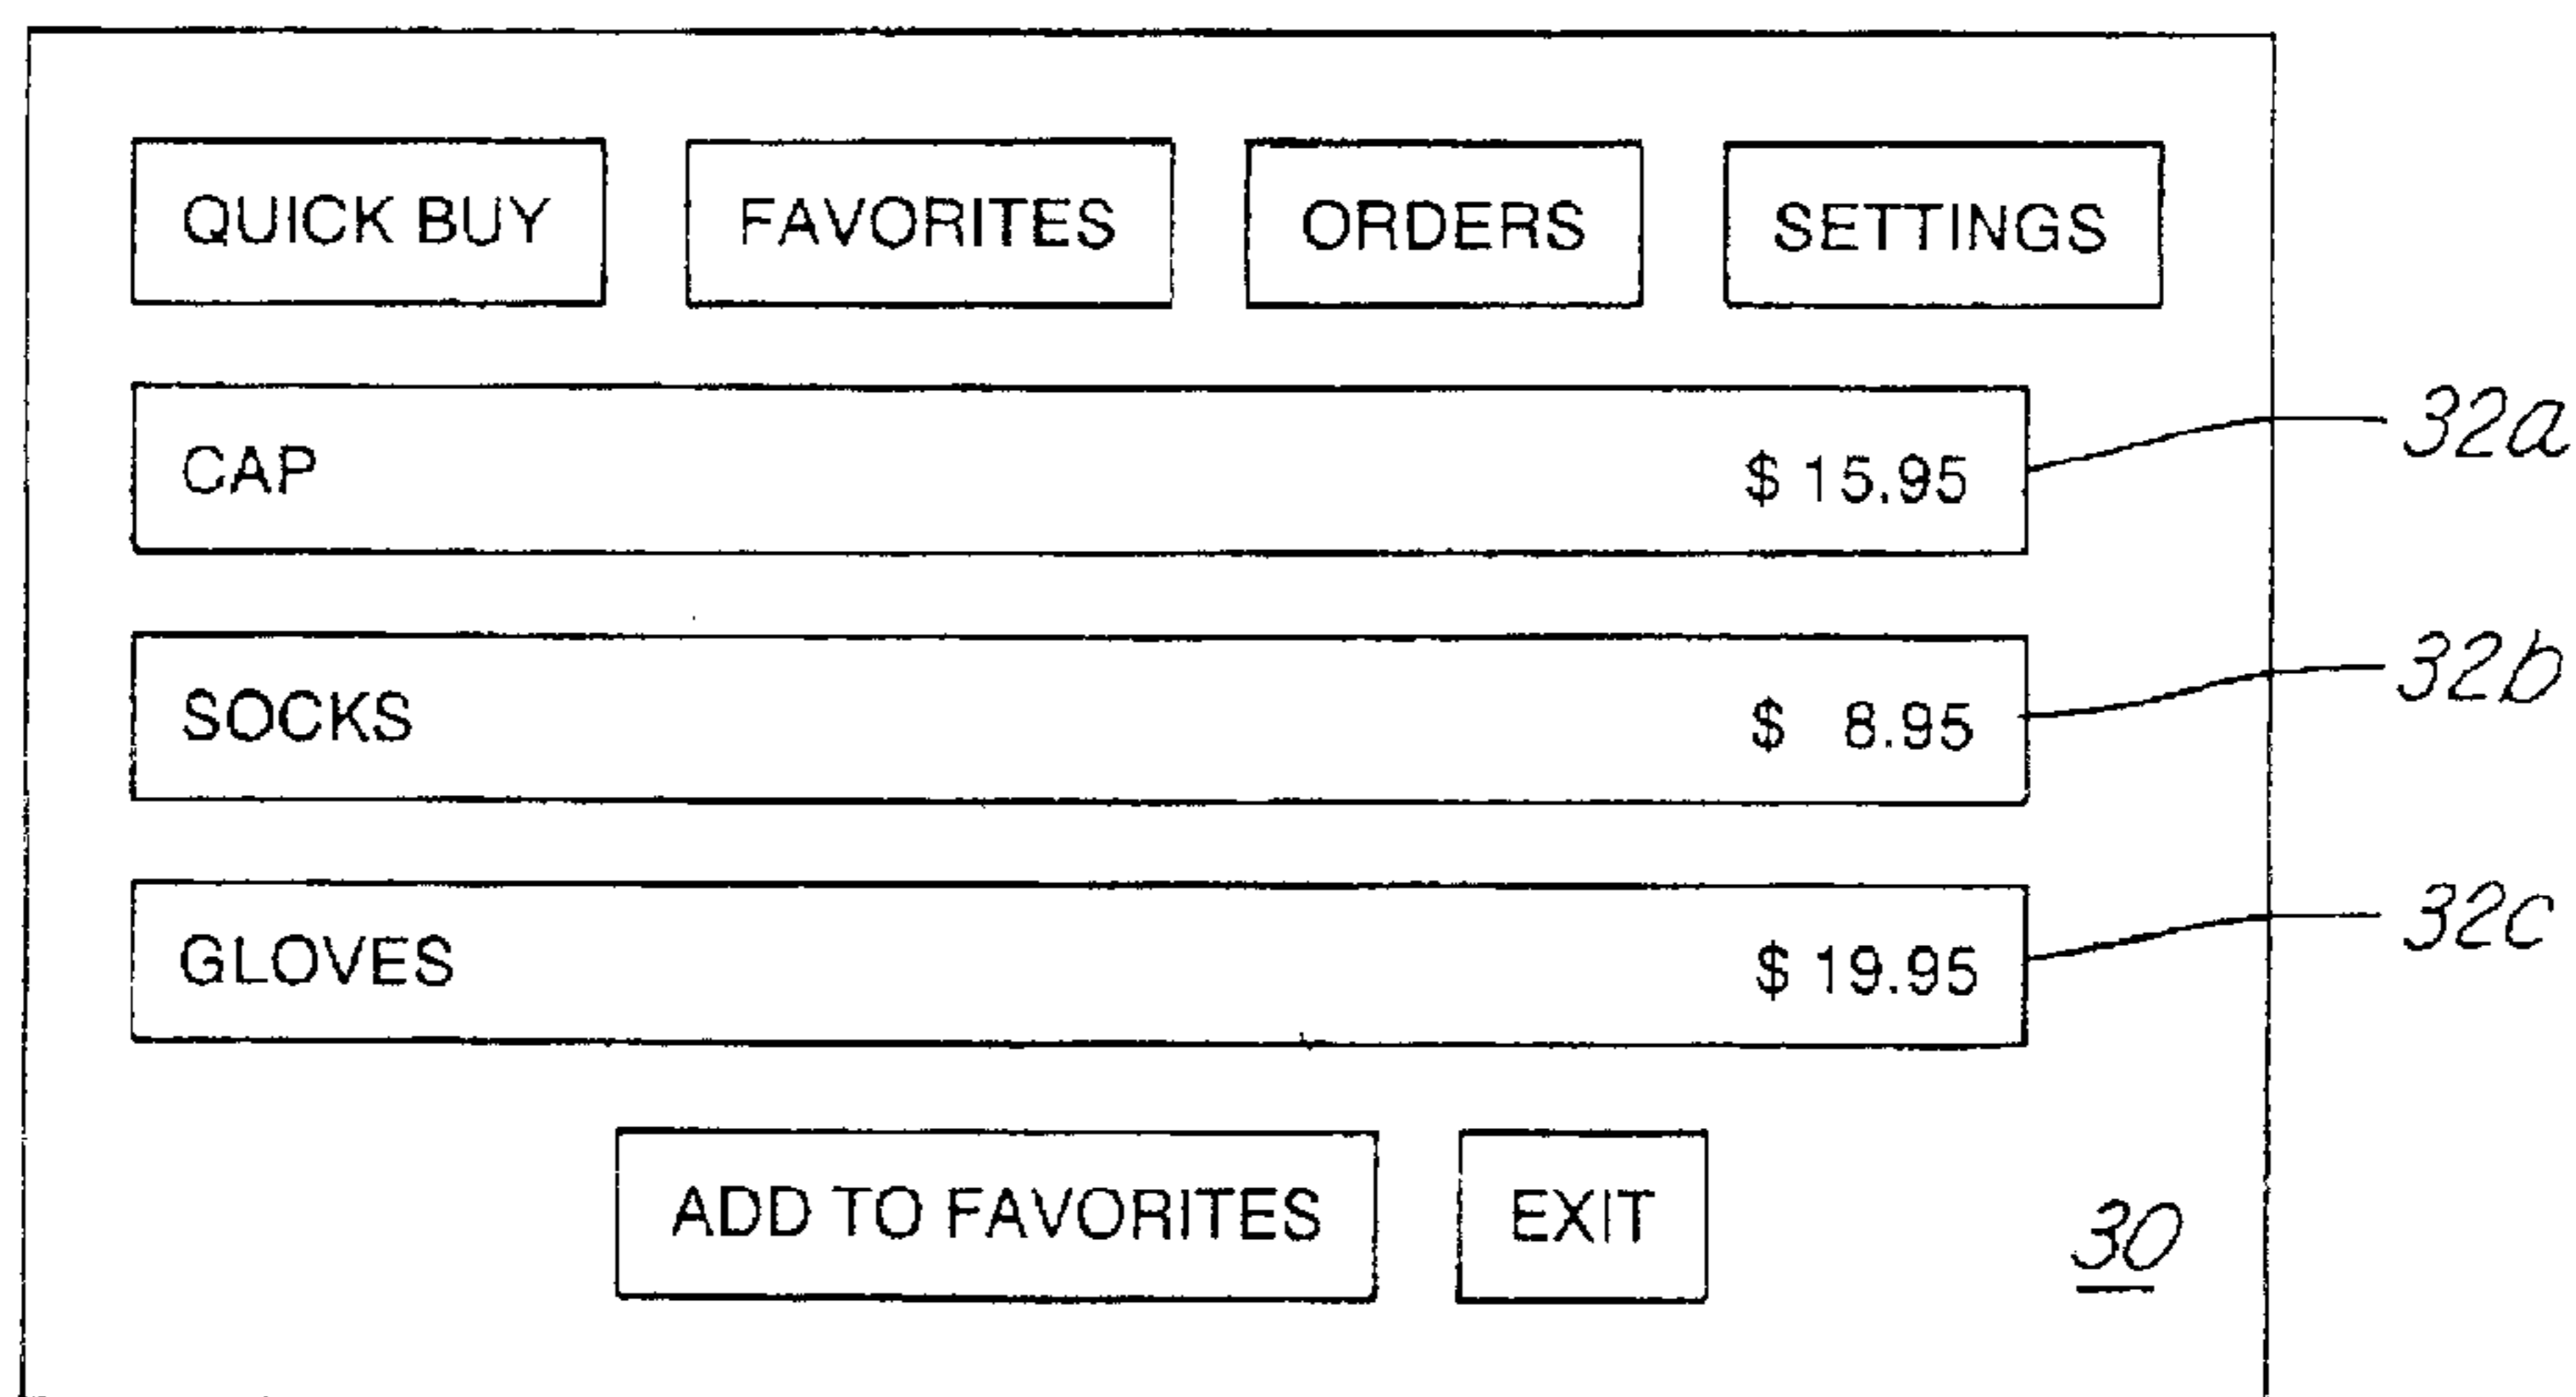 QUICK BUY FAVORITES ORDERS SETTINGS
CAP $ 15.95 32a
SOCKS $ 8.95 32b
GLOVES $ 19.95 32c
ADD TO FAVORITES EXIT 30